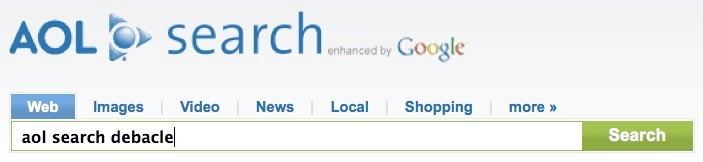 AOL search enhanced by Google
Web Images Video News Local Shopping more »
aol search debacle Search